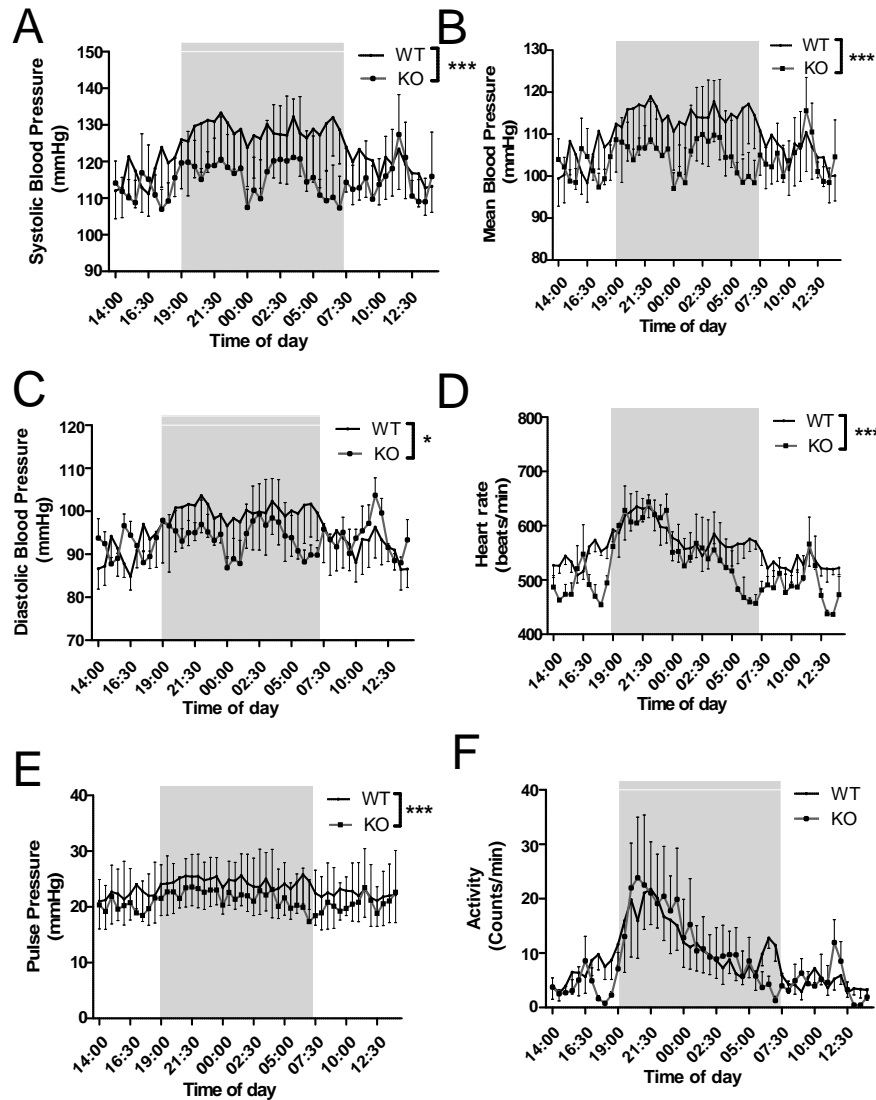 A
Systolic Blood Pressure
(mmHg)
150
140
130
120
110
100
90
WT
KO
***
14:00
16:30
19:00
21:30
00:00
02:30
05:00
07:30
10:00
12:30
Time of day
B
Mean Blood Pressure
(mmHg)
130
120
110
100
90
80
WT
KO
***
14:00
16:30
19:00
21:30
00:00
02:30
05:00
07:30
10:00
12:30
Time of day
C
Diastolic Blood Pressure
(mmHg)
120
110
100
90
80
70
WT
KO
*
14:00
16:30
19:00
21:30
00:00
02:30
05:00
07:30
10:00
12:30
Time of day
D
Heart rate
(beats/min)
800
700
600
500
400
WT
KO
***
14:00
16:30
19:00
21:30
00:00
02:30
05:00
07:30
10:00
12:30
Time of day
E
Pulse Pressure
(mmHg)
40
30
20
10
0
WT
KO
***
14:00
16:30
19:00
21:30
00:00
02:30
05:00
07:30
10:00
12:30
Time of day
F
Activity
(Counts/min)
40
30
20
10
0
WT
KO
14:00
16:30
19:00
21:30
00:00
02:30
05:00
07:30
10:00
12:30
Time of day